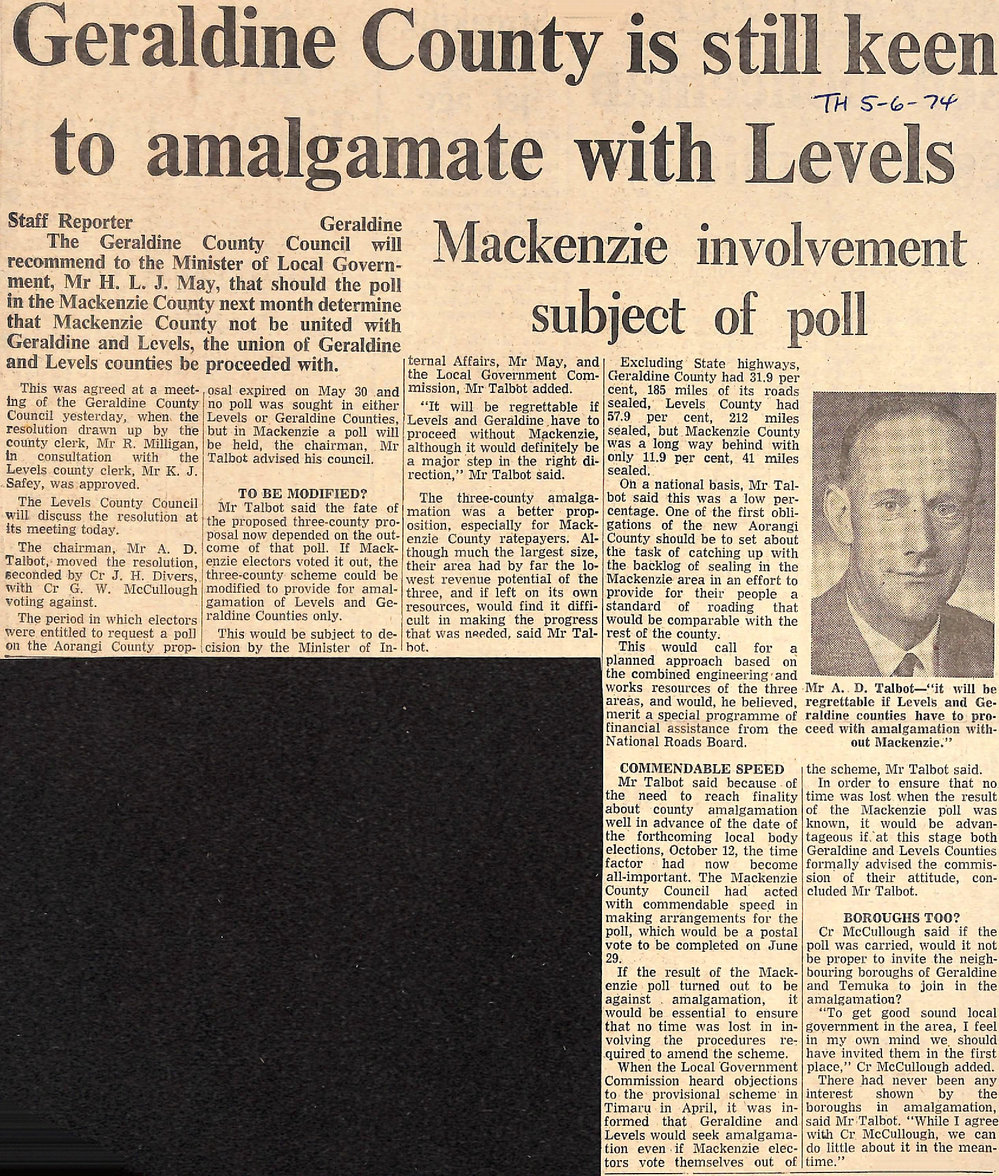 Geraldine County is still keen
TH 5-6-74
to amalgamate with Levels
Mackenzie involvement
subject of poll
Staff Reporter Geraldine
The Geraldine County Council will
recommend to the Minister of Local Govern-
ment, Mr H. L. J. May, that should the poll
in the Mackenzie County next month determine
that Mackenzie County not be united with
Geraldine and Levels, the union of Geraldine
and Levels counties be proceeded with.
This was agreed at a meet-
ing of the Geraldine County
Council yesterday, when the
resolution drawn up by the
county clerk, Mr R. Milligan,
in consultation with the
Levels county clerk, Mr K. J.
Safey, was approved.
The Levels County Council
will discuss the resolution at
its meeting today.
The chairman, Mr A. D.
Talbot, moved the resolution,
seconded by Cr J. H. Divers,
with Cr G. W. McCullough
voting against.
The period in which electors
were entitled to request a poll
on the Aorangi County prop-
osal expired on May 30 and
no poll was sought in either
Levels or Geraldine Counties,
but in Mackenzie a poll will
be held, the chairman, Mr
Talbot advised his council.
TO BE MODIFIED?
Mr Talbot said the fate of
the proposed three-county pro-
posal now depended on the out-
come of that poll. If Mack-
enzie electors voted it out, the
three-county scheme could be
modified to provide for amal-
gamation of Levels and Ge-
raldine Counties only.
This would be subject to de-
cision by the Minister of In-
ternal Affairs, Mr May, and
the Local Government Com-
mission, Mr Talbot added.
"It will be regrettable if
Levels and Geraldine have to
proceed without Mackenzie,
although it would definitely be
a major step in the right di-
rection," Mr Talbot said.
The three-county amalga-
mation was a better prop-
osition, especially for Mack-
enzie County ratepayers. Al-
though much the largest size,
their area had by far the lo-
west revenue potential of the
three, and if left on its own
resources, would find it diffi-
cult in making the progress
that was needed, said Mr Tal-
bot.
Excluding State highways,
Geraldine County had 31.9 per
cent, 185 miles of its roads
sealed, Levels County had
57.9 per cent, 212 miles
sealed, but Mackenzie County
was a long way behind with
only 11.9 per cent, 41 miles
sealed.
On a national basis, Mr Tal-
bot said this was a low per-
centage. One of the first obli-
gations of the new Aorangi
County should be to set about
the task of catching up with
the backlog of sealing in the
Mackenzie area in an effort to
provide for their people a
standard of roading that
would be comparable with the
rest of the county.
This would call for a
planned approach based on
the combined engineering and
works resources of the three
areas, and would, he believed,
merit a special programme of
financial assistance from the
National Roads Board.
Mr A. D. Talbot—"it will be
regrettable if Levels and Ge-
raldine counties have to pro-
ceed with amalgamation with-
out Mackenzie."
COMMENDABLE SPEED
Mr Talbot said because of
the need to reach finality
about county amalgamation
well in advance of the date of
the forthcoming local body
elections, October 12, the time
factor had now become
all-important. The Mackenzie
County Council had acted
with commendable speed in
making arrangements for the
poll, which would be a postal
vote to be completed on June
29.
If the result of the Mack-
enzie poll turned out to be
against amalgamation, it
would be essential to ensure
that no time was lost in in-
volving the procedures re-
quired to amend the scheme.
When the Local Government
Commission heard objections
to the provisional scheme in
Timaru in April, it was in-
formed that Geraldine and
Levels would seek amalgama-
tion even if Mackenzie elec-
tors vote themselves out of
the scheme, Mr Talbot said.
In order to ensure that no
time was lost when the result
of the Mackenzie poll was
known, it would be advan-
tageous if at this stage both
Geraldine and Levels Counties
formally advised the commis-
sion of their attitude, con-
cluded Mr Talbot.
BOROUGHS TOO?
Cr McCullough said if the
poll was carried, would it not
be proper to invite the neigh-
bouring boroughs of Geraldine
and Temuka to join in the
amalgamation?
"To get good sound local
government in the area, I feel
in my own mind we should
have invited them in the first
place," Cr McCullough added.
There had never been any
interest shown by the
boroughs in amalgamation,
said Mr Talbot. "While I agree
with Cr McCullough, we can
do little about it in the mean-
time."